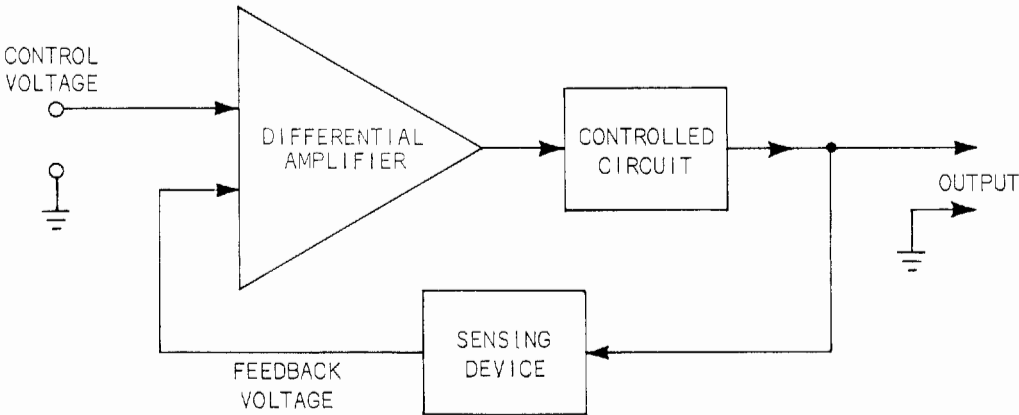 CONTROL
VOLTAGE
DIFFERENTIAL
AMPLIFIER
CONTROLLED
CIRCUIT
OUTPUT
SENSING
DEVICE
FEEDBACK
VOLTAGE